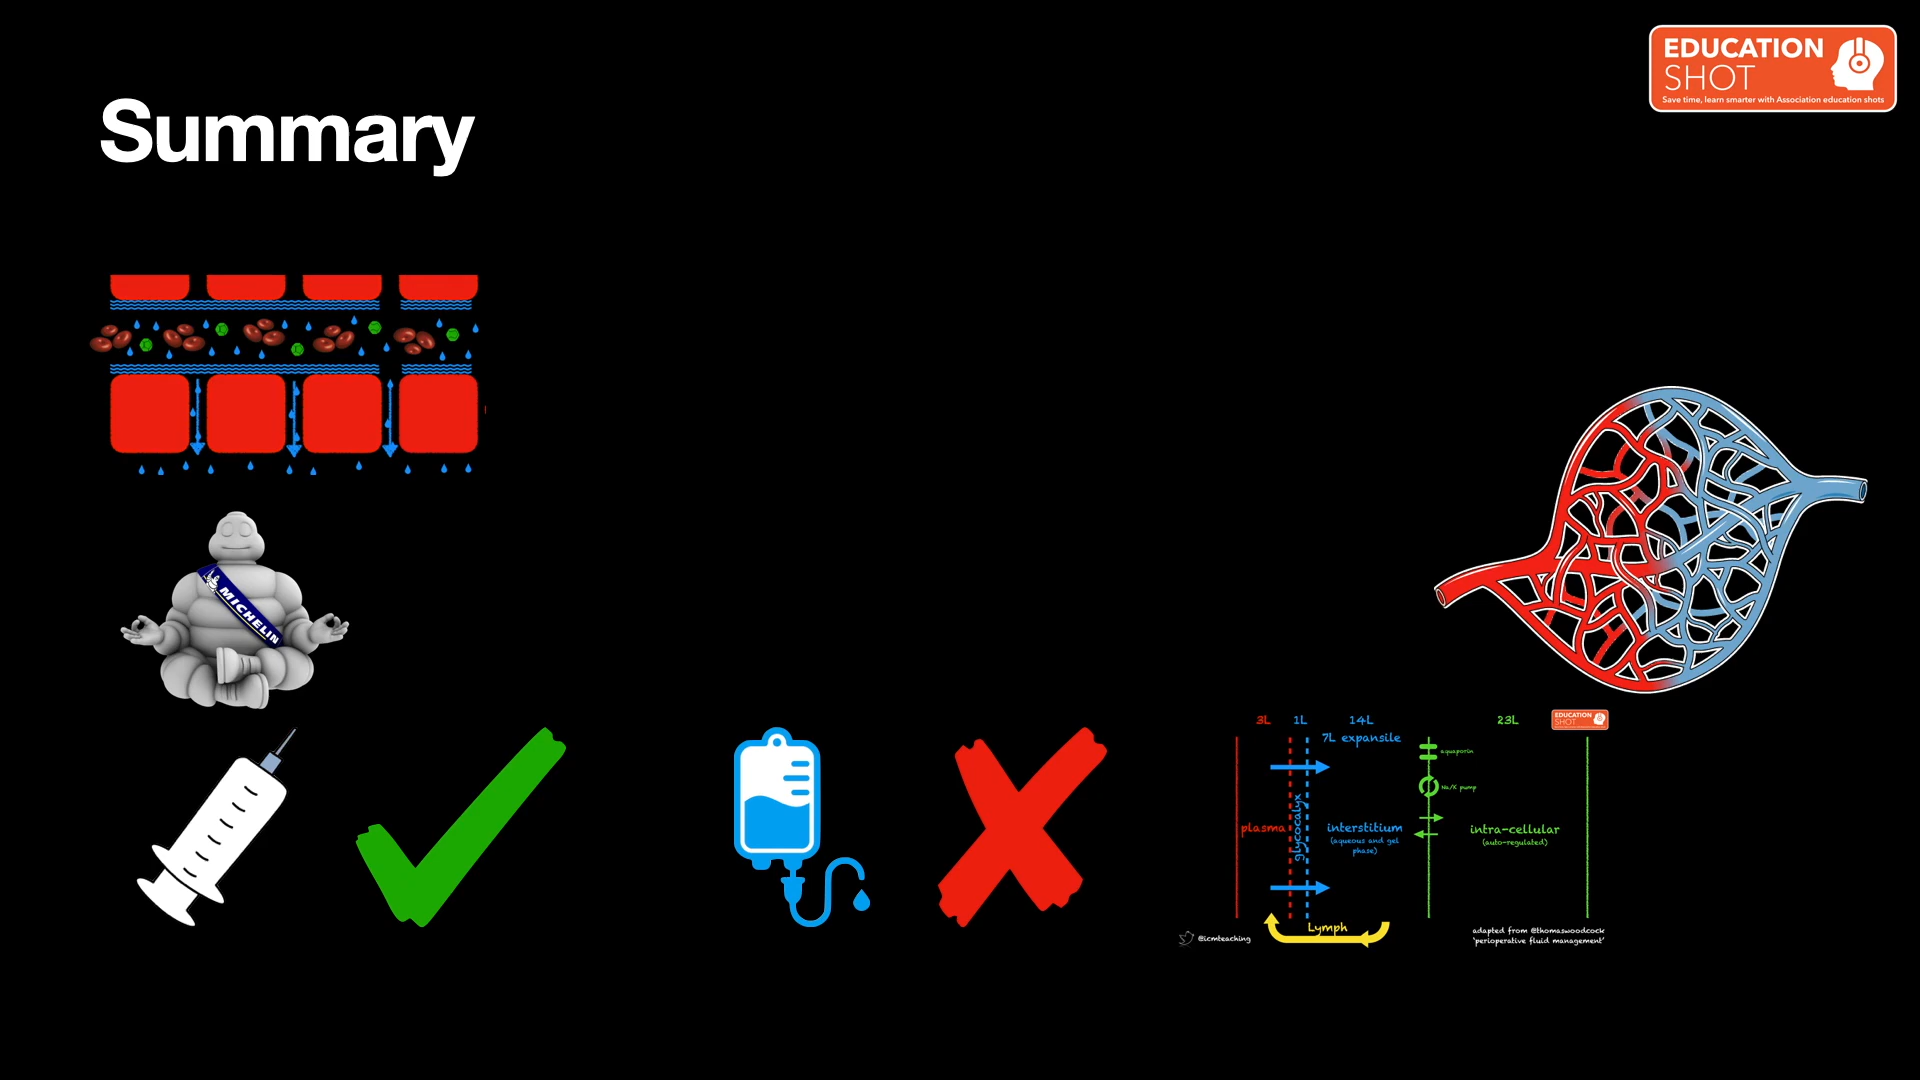 EDUCATION
SHOT
Save time, learn smarter with Association education shots
Summary
MICHELIN
3L 1L 14L 23L
7L expansile
EDUCATION
SHOT
aquaporin
Na/K pump
plasma
glycocalyx
interstitium
(aqueous and gel
phase)
intra-cellular
(auto-regulated)
Lymph
@icmteaching
adapted from @thomaswoodcock
'perioperative fluid management'